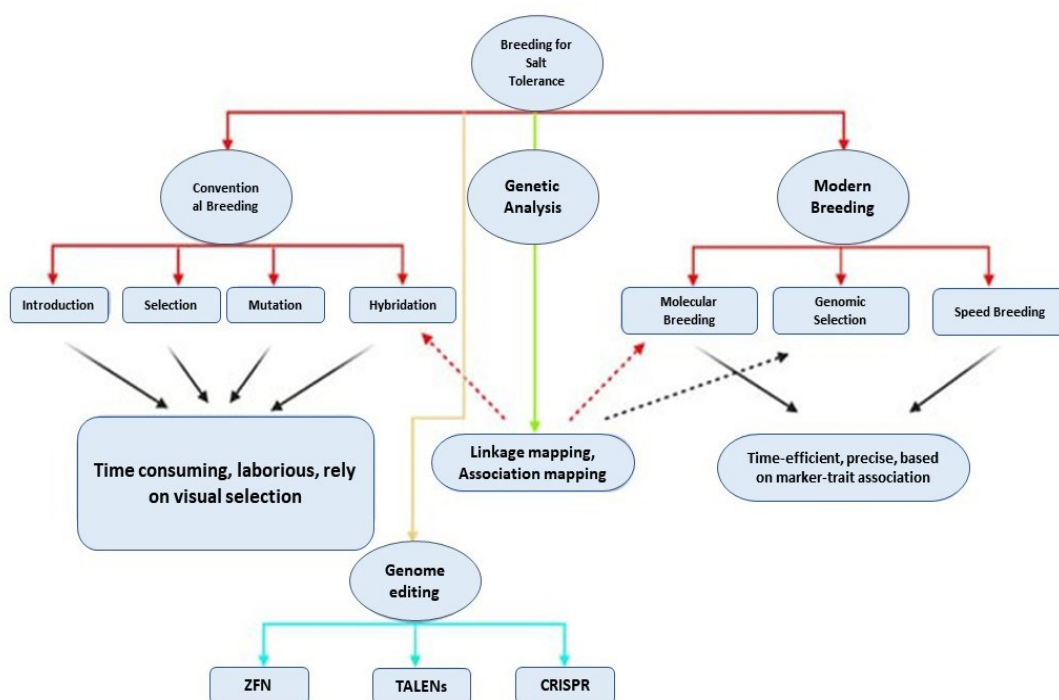 Breeding for
Salt
Tolerance
Convention
al Breeding
Genetic
Analysis
Modern
Breeding
Introduction
Selection
Mutation
Hybridation
Molecular
Breeding
Genomic
Selection
Speed Breeding
Time consuming, laborious, rely
on visual selection
Linkage mapping,
Association mapping
Time-efficient, precise, based
on marker-trait association
Genome
editing
ZFN
TALENs
CRISPR